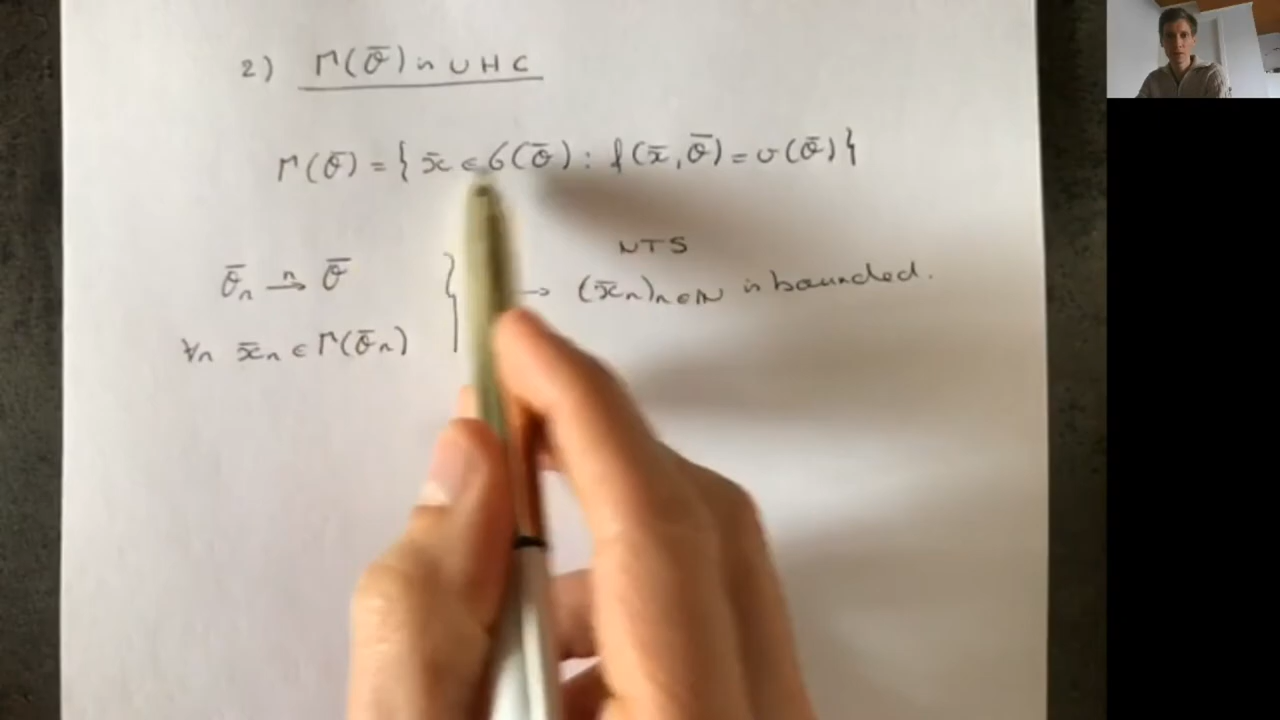 2) Γ(θ̄) is UHC
Γ(θ̄) = { x̄ ∈ G(θ̄) : f(x̄, θ̄) = v(θ̄) }
NTS
θ̄ₙ →ⁿ θ̄ } → (x̄ₙ)ₙ∈ℕ is bounded.
∀n x̄ₙ ∈ Γ(θ̄ₙ)